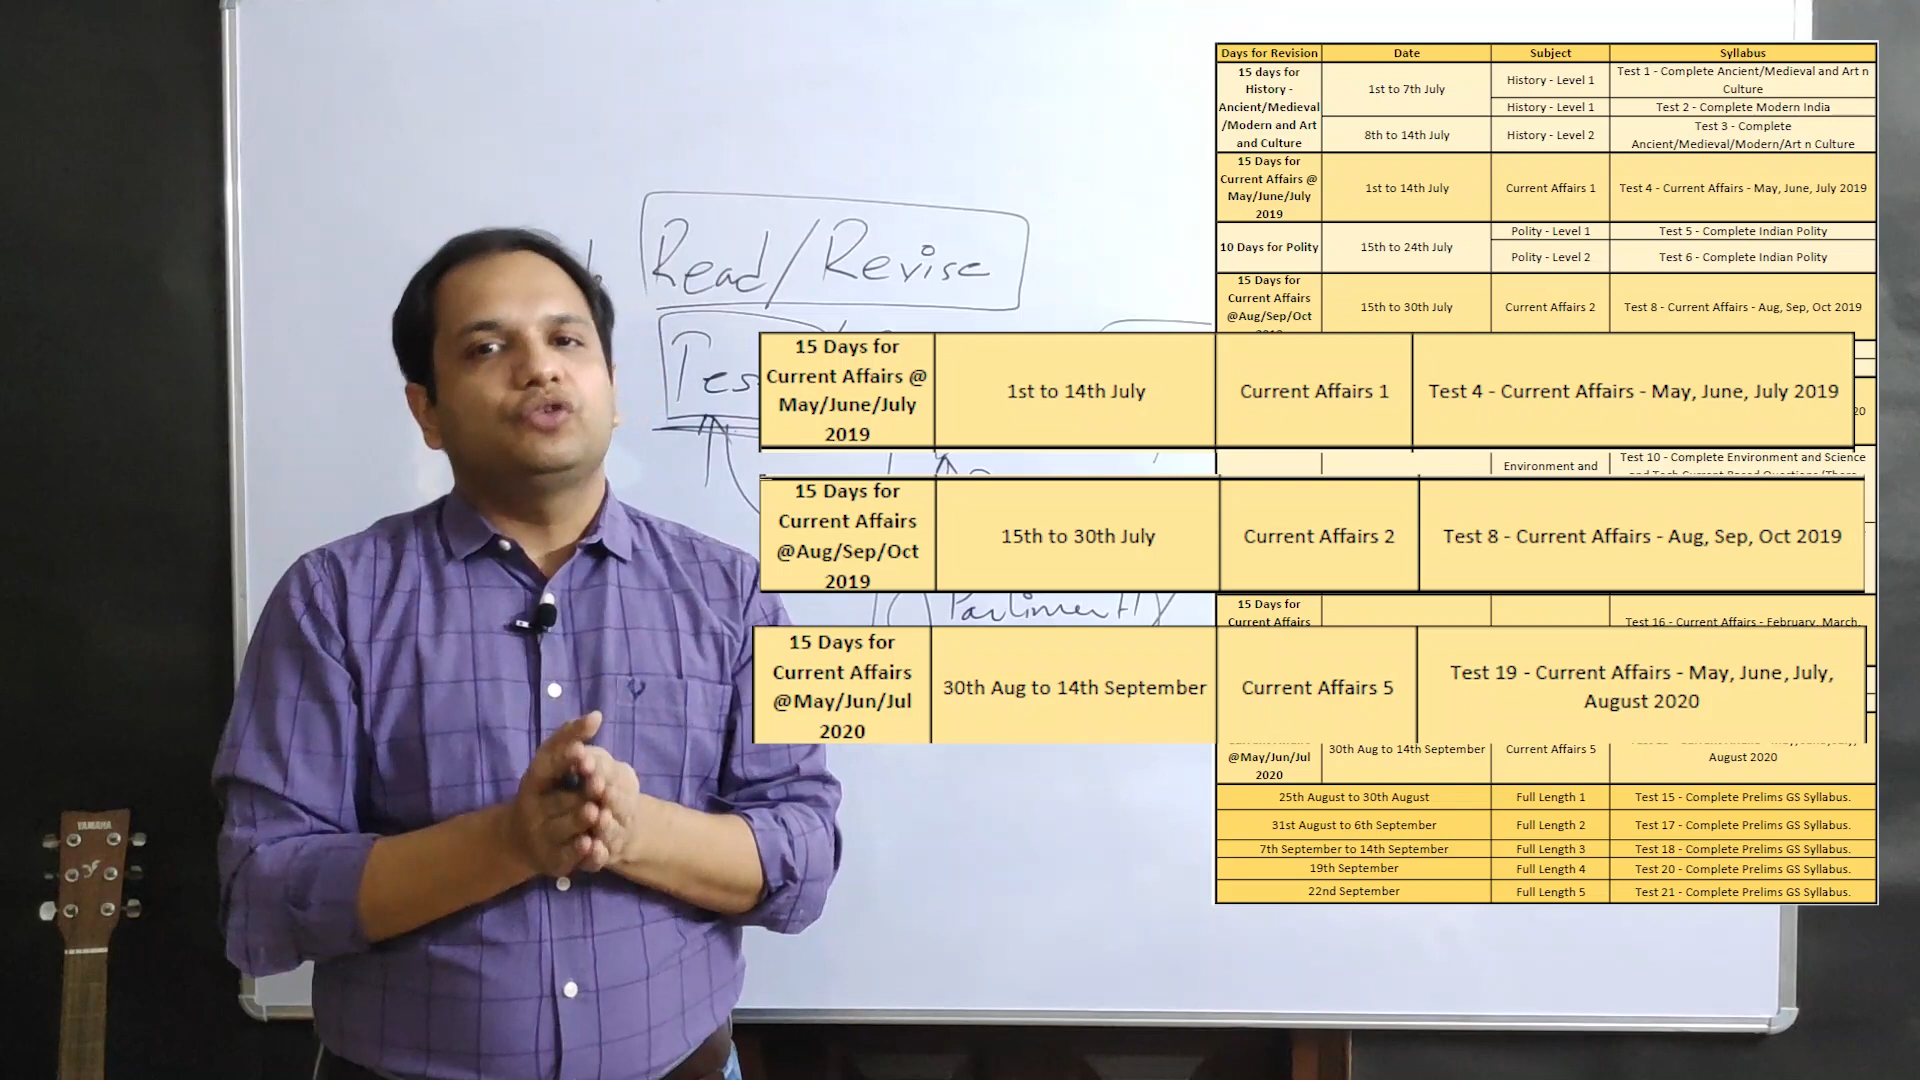 Days for Revision
Date
Subject
Syllabus
15 days for
History -
Ancient/Medieval
/Modern and Art
and Culture
1st to 7th July
History - Level 1
Test 1 - Complete Ancient/Medieval and Art n
Culture
History - Level 1
Test 2 - Complete Modern India
8th to 14th July
History - Level 2
Test 3 - Complete
Ancient/Medieval/Modern/Art n Culture
15 Days for
Current Affairs @
May/June/July
2019
1st to 14th July
Current Affairs 1
Test 4 - Current Affairs - May, June, July 2019
10 Days for Polity
15th to 24th July
Polity - Level 1
Test 5 - Complete Indian Polity
Polity - Level 2
Test 6 - Complete Indian Polity
15 Days for
Current Affairs
@Aug/Sep/Oct
15th to 30th July
Current Affairs 2
Test 8 - Current Affairs - Aug, Sep, Oct 2019
Read/Revise
15 Days for
Current Affairs @
May/June/July
2019
1st to 14th July
Current Affairs 1
Test 4 - Current Affairs - May, June, July 2019
20
Environment and
Test 10 - Complete Environment and Science
15 Days for
Current Affairs
@Aug/Sep/Oct
2019
15th to 30th July
Current Affairs 2
Test 8 - Current Affairs - Aug, Sep, Oct 2019
15 Days for
Current Affairs
Test 16 - Current Affairs - February, March,
15 Days for
Current Affairs
@May/Jun/Jul
2020
30th Aug to 14th September
Current Affairs 5
Test 19 - Current Affairs - May, June, July,
August 2020
@May/Jun/Jul
2020
30th Aug to 14th September
Current Affairs 5
August 2020
25th August to 30th August
Full Length 1
Test 15 - Complete Prelims GS Syllabus.
31st August to 6th September
Full Length 2
Test 17 - Complete Prelims GS Syllabus.
7th September to 14th September
Full Length 3
Test 18 - Complete Prelims GS Syllabus.
19th September
Full Length 4
Test 20 - Complete Prelims GS Syllabus.
22nd September
Full Length 5
Test 21 - Complete Prelims GS Syllabus.
YAMAHA